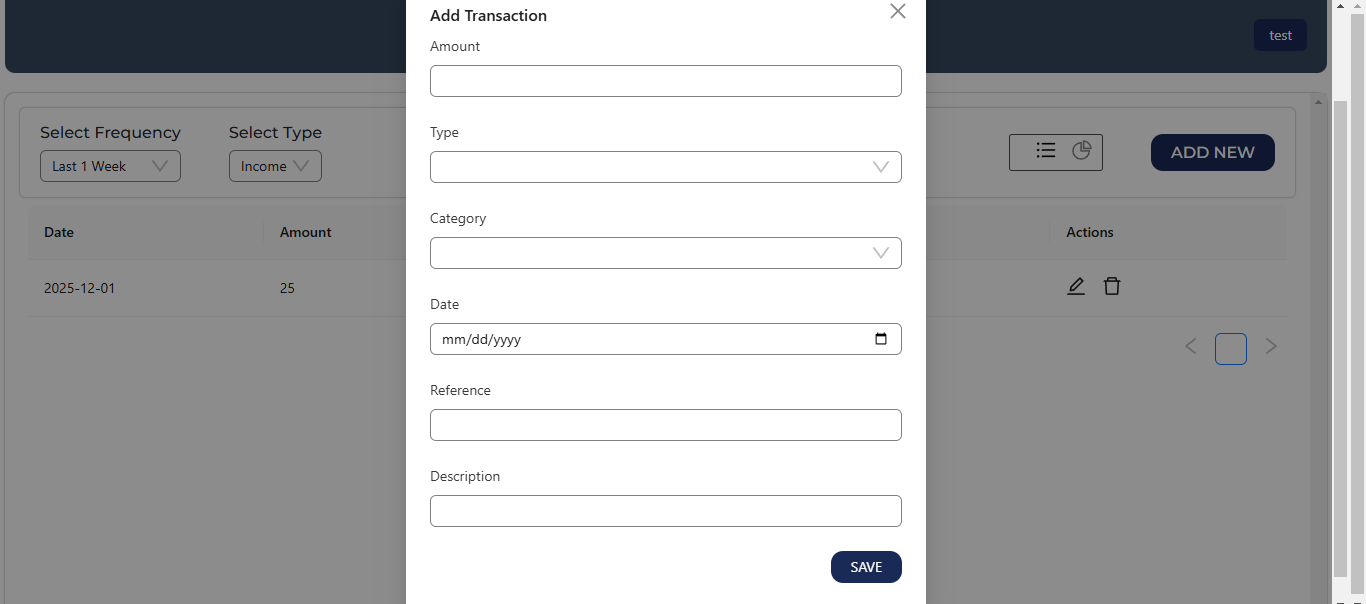 Add Transaction
test
Amount
Select Frequency
Select Type
Type
Last 1 Week
Income
ADD NEW
Category
Date
Amount
Actions
2025-12-01
25
Date
mm/dd/yyyy
Reference
Description
SAVE